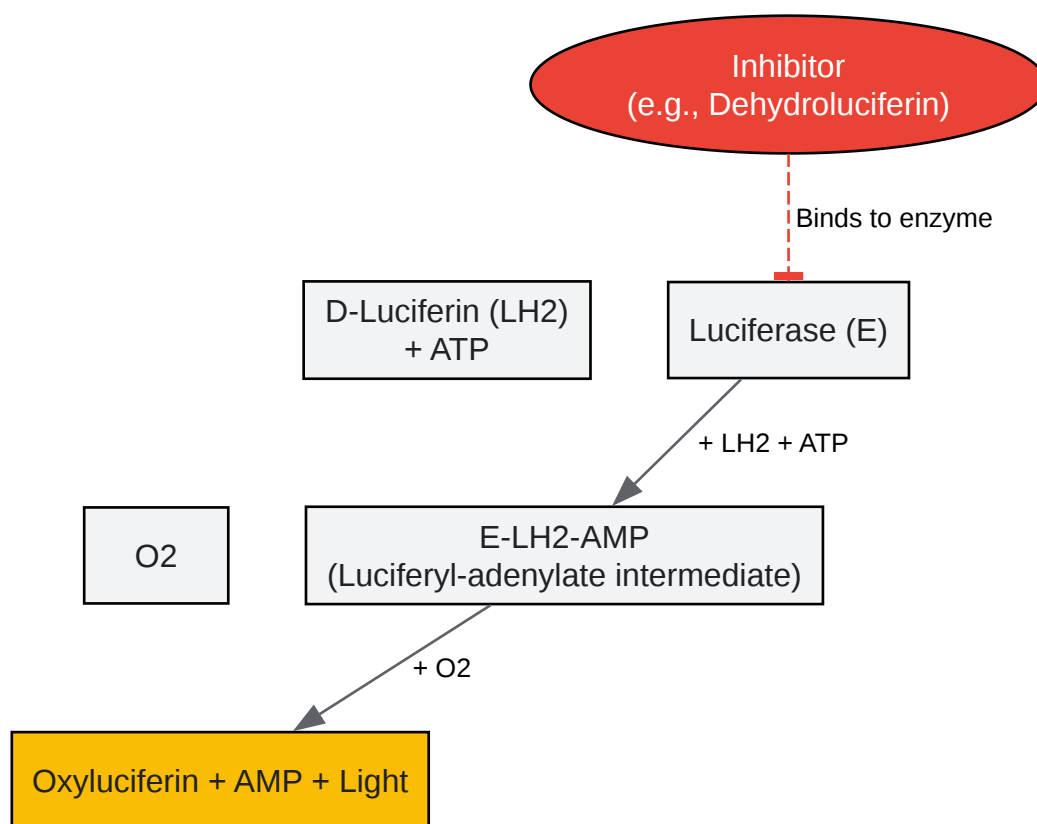 Inhibitor
(e.g., Dehydroluciferin)
Binds to enzyme
D-Luciferin (LH2)
+ ATP
Luciferase (E)
+ LH2 + ATP
O2
E-LH2-AMP
(Luciferyl-adenylate intermediate)
+ O2
Oxyluciferin + AMP + Light